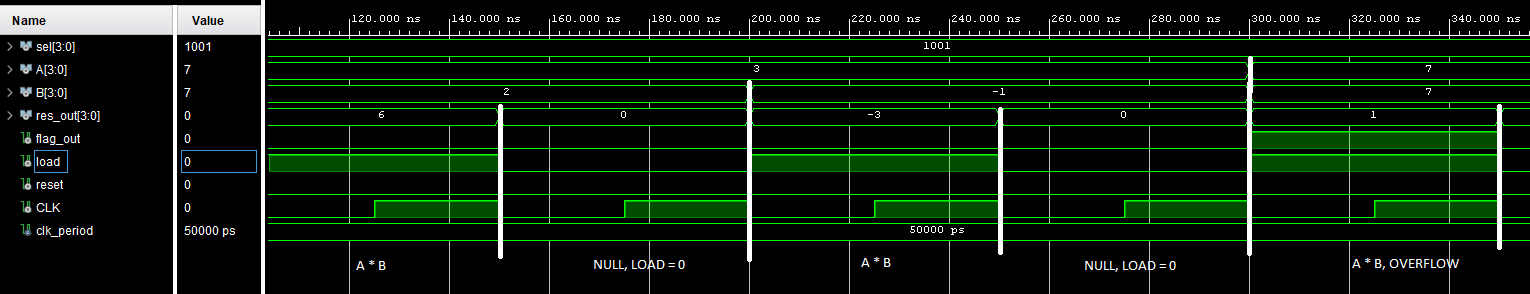 Name Value 120.000 ns 140.000 ns 160.000 ns 180.000 ns 200.000 ns 220.000 ns 240.000 ns 260.000 ns 280.000 ns 300.000 ns 320.000 ns 340.000 ns
sel[3:0] 1001 1001
A[3:0] 7 3 7
B[3:0] 7 2 -1 7
res_out[3:0] 0 6 0 -3 0 1
flag_out 0
load 0
reset 0
CLK 0
clk_period 50000 ps 50000 ps
A * B NULL, LOAD = 0 A * B NULL, LOAD = 0 A * B, OVERFLOW